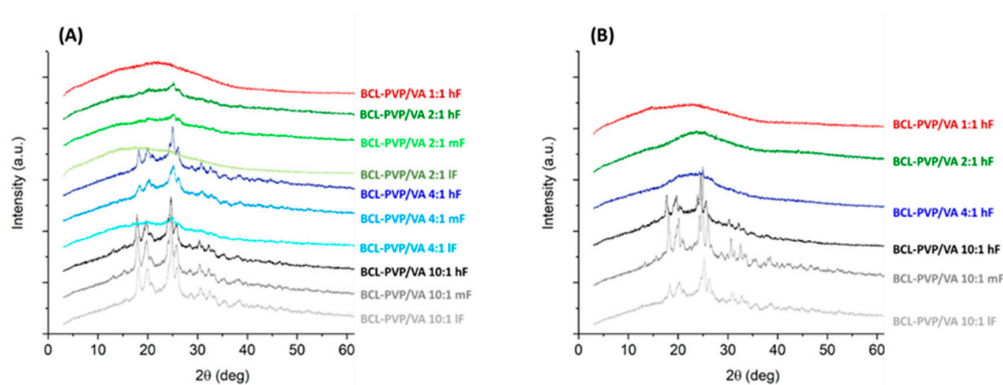 (A)
Intensity (a.u.)
BCL-PVP/VA 1:1 hF
BCL-PVP/VA 2:1 hF
BCL-PVP/VA 2:1 mF
BCL-PVP/VA 2:1 lF
BCL-PVP/VA 4:1 hF
BCL-PVP/VA 4:1 mF
BCL-PVP/VA 4:1 lF
BCL-PVP/VA 10:1 hF
BCL-PVP/VA 10:1 mF
BCL-PVP/VA 10:1 lF
0 10 20 30 40 50 60
2θ (deg)
(B)
Intensity (a.u.)
BCL-PVP/VA 1:1 hF
BCL-PVP/VA 2:1 hF
BCL-PVP/VA 4:1 hF
BCL-PVP/VA 10:1 hF
BCL-PVP/VA 10:1 mF
BCL-PVP/VA 10:1 lF
0 10 20 30 40 50 60
2θ (deg)